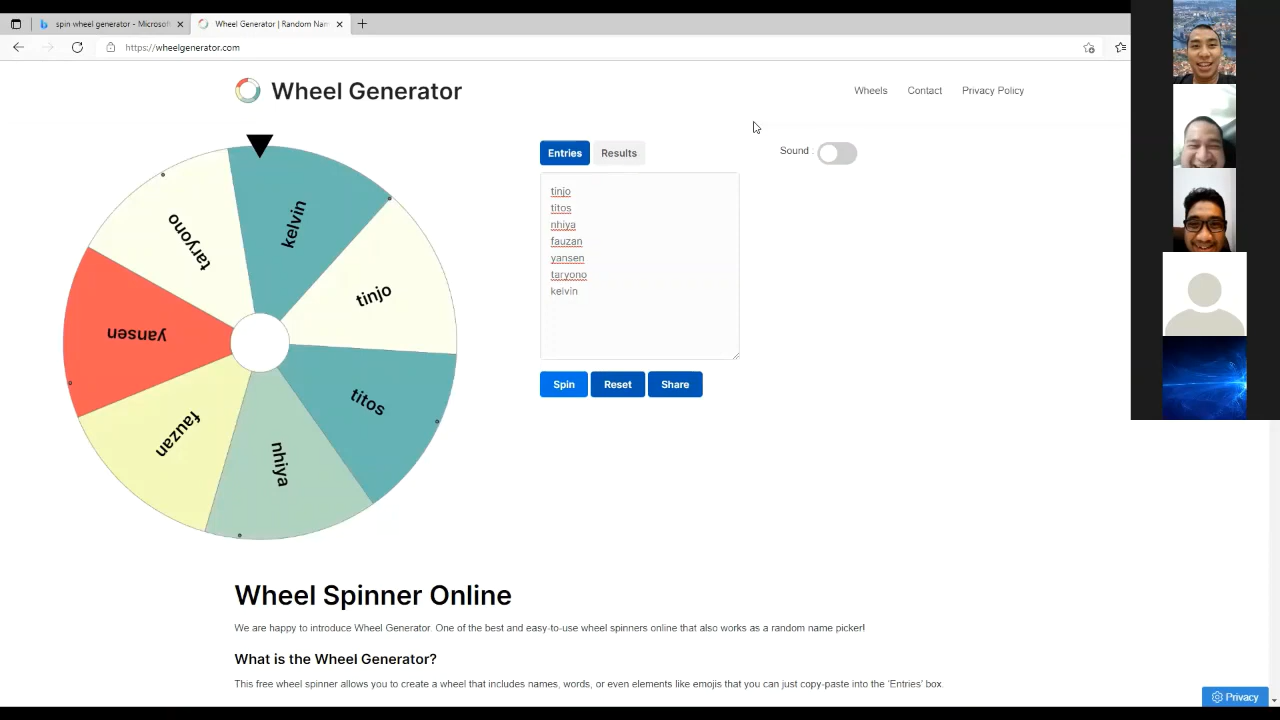 spin wheel generator - Microsof
Wheel Generator | Random Nam
https://wheelgenerator.com
Wheel Generator
Wheels
Contact
Privacy Policy
Entries
Results
Sound
tinjo
titos
nhiya
fauzan
yansen
taryono
kelvin
Spin
Reset
Share
kelvin
tinjo
titos
nhiya
fauzan
yansen
taryono
Wheel Spinner Online
We are happy to introduce Wheel Generator. One of the best and easy-to-use wheel spinners online that also works as a random name picker!
What is the Wheel Generator?
This free wheel spinner allows you to create a wheel that includes names, words, or even elements like emojis that you can just copy-paste into the 'Entries' box.
Privacy